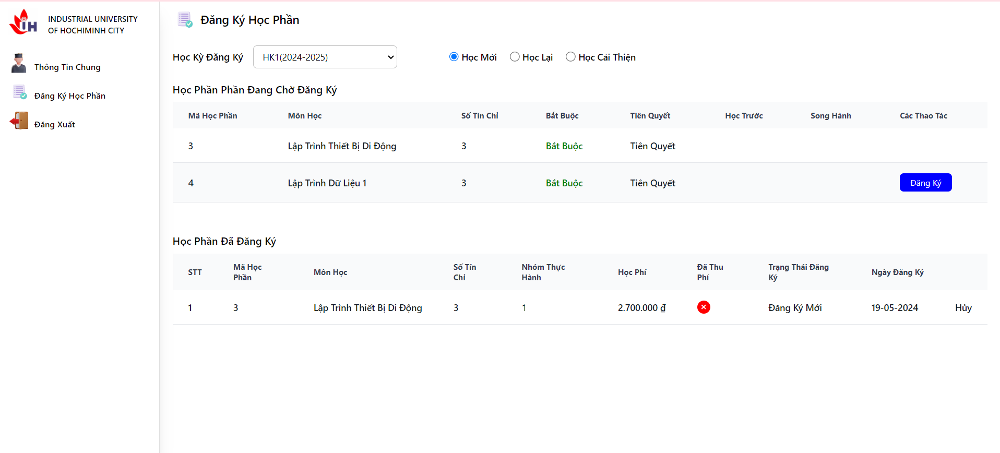 INDUSTRIAL UNIVERSITY
OF HOCHIMINH CITY
Thông Tin Chung
Đăng Ký Học Phần
Đăng Xuất
Đăng Ký Học Phần
Học Kỳ Đăng Ký HK1(2024-2025) Học Mới Học Lại Học Cải Thiện
Học Phần Phần Đang Chờ Đăng Ký
Mã Học Phần Môn Học Số Tín Chỉ Bắt Buộc Tiên Quyết Học Trước Song Hành Các Thao Tác
3 Lập Trình Thiết Bị Di Động 3 Bắt Buộc Tiên Quyết
4 Lập Trình Dữ Liệu 1 3 Bắt Buộc Tiên Quyết Đăng Ký
Học Phần Đã Đăng Ký
STT Mã Học Phần Môn Học Số Tín Chỉ Nhóm Thực Hành Học Phí Đã Thu Phí Trạng Thái Đăng Ký Ngày Đăng Ký
1 3 Lập Trình Thiết Bị Di Động 3 1 2.700.000 ₫ Đăng Ký Mới 19-05-2024 Hủy